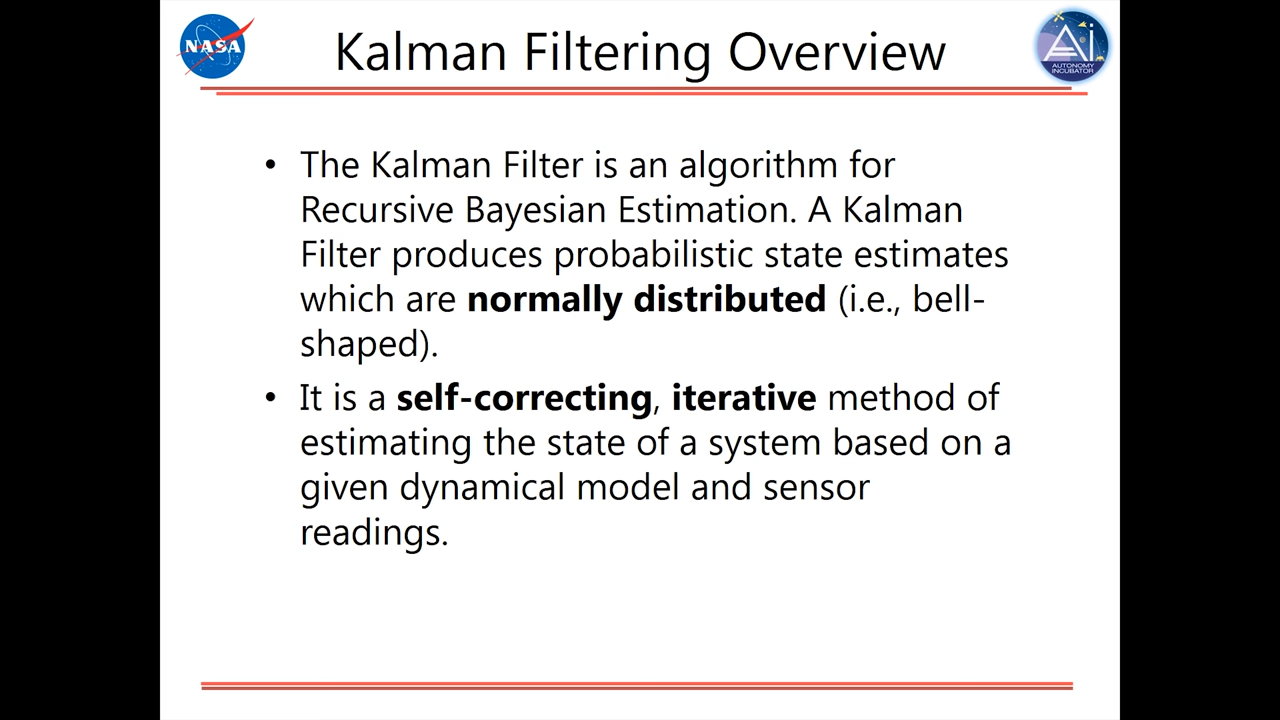 NASA
Kalman Filtering Overview
Ai
AUTONOMY
INCUBATOR
• The Kalman Filter is an algorithm for
Recursive Bayesian Estimation. A Kalman
Filter produces probabilistic state estimates
which are normally distributed (i.e., bell-
shaped).
• It is a self-correcting, iterative method of
estimating the state of a system based on a
given dynamical model and sensor
readings.